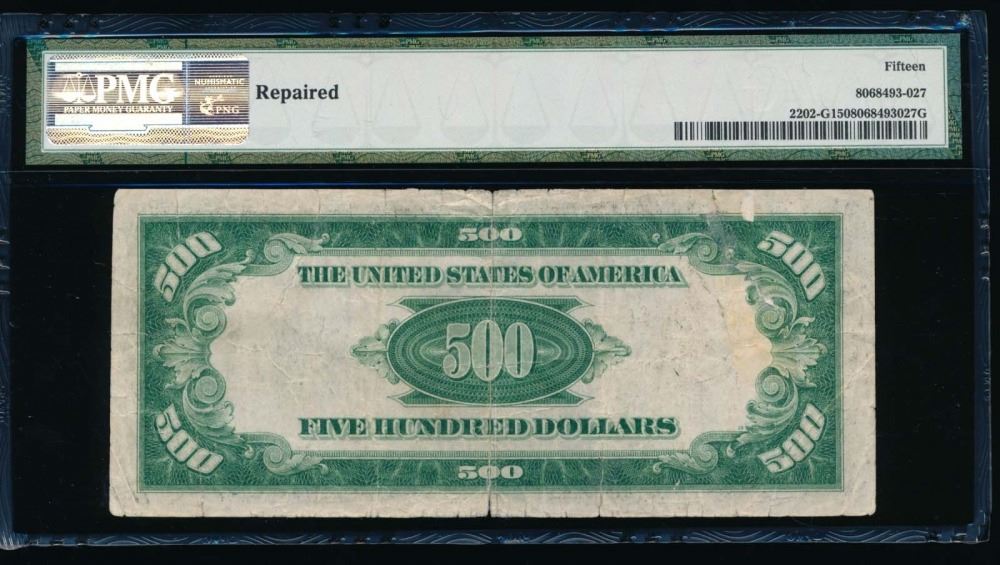 PMG
PAPER MONEY GUARANTY
NUMISMATIC
PNG
Repaired
Fifteen
8068493-027
2202-G1508068493027G
500
500
500
THE UNITED STATES OF AMERICA
500
FIVE HUNDRED DOLLARS
500
500
500